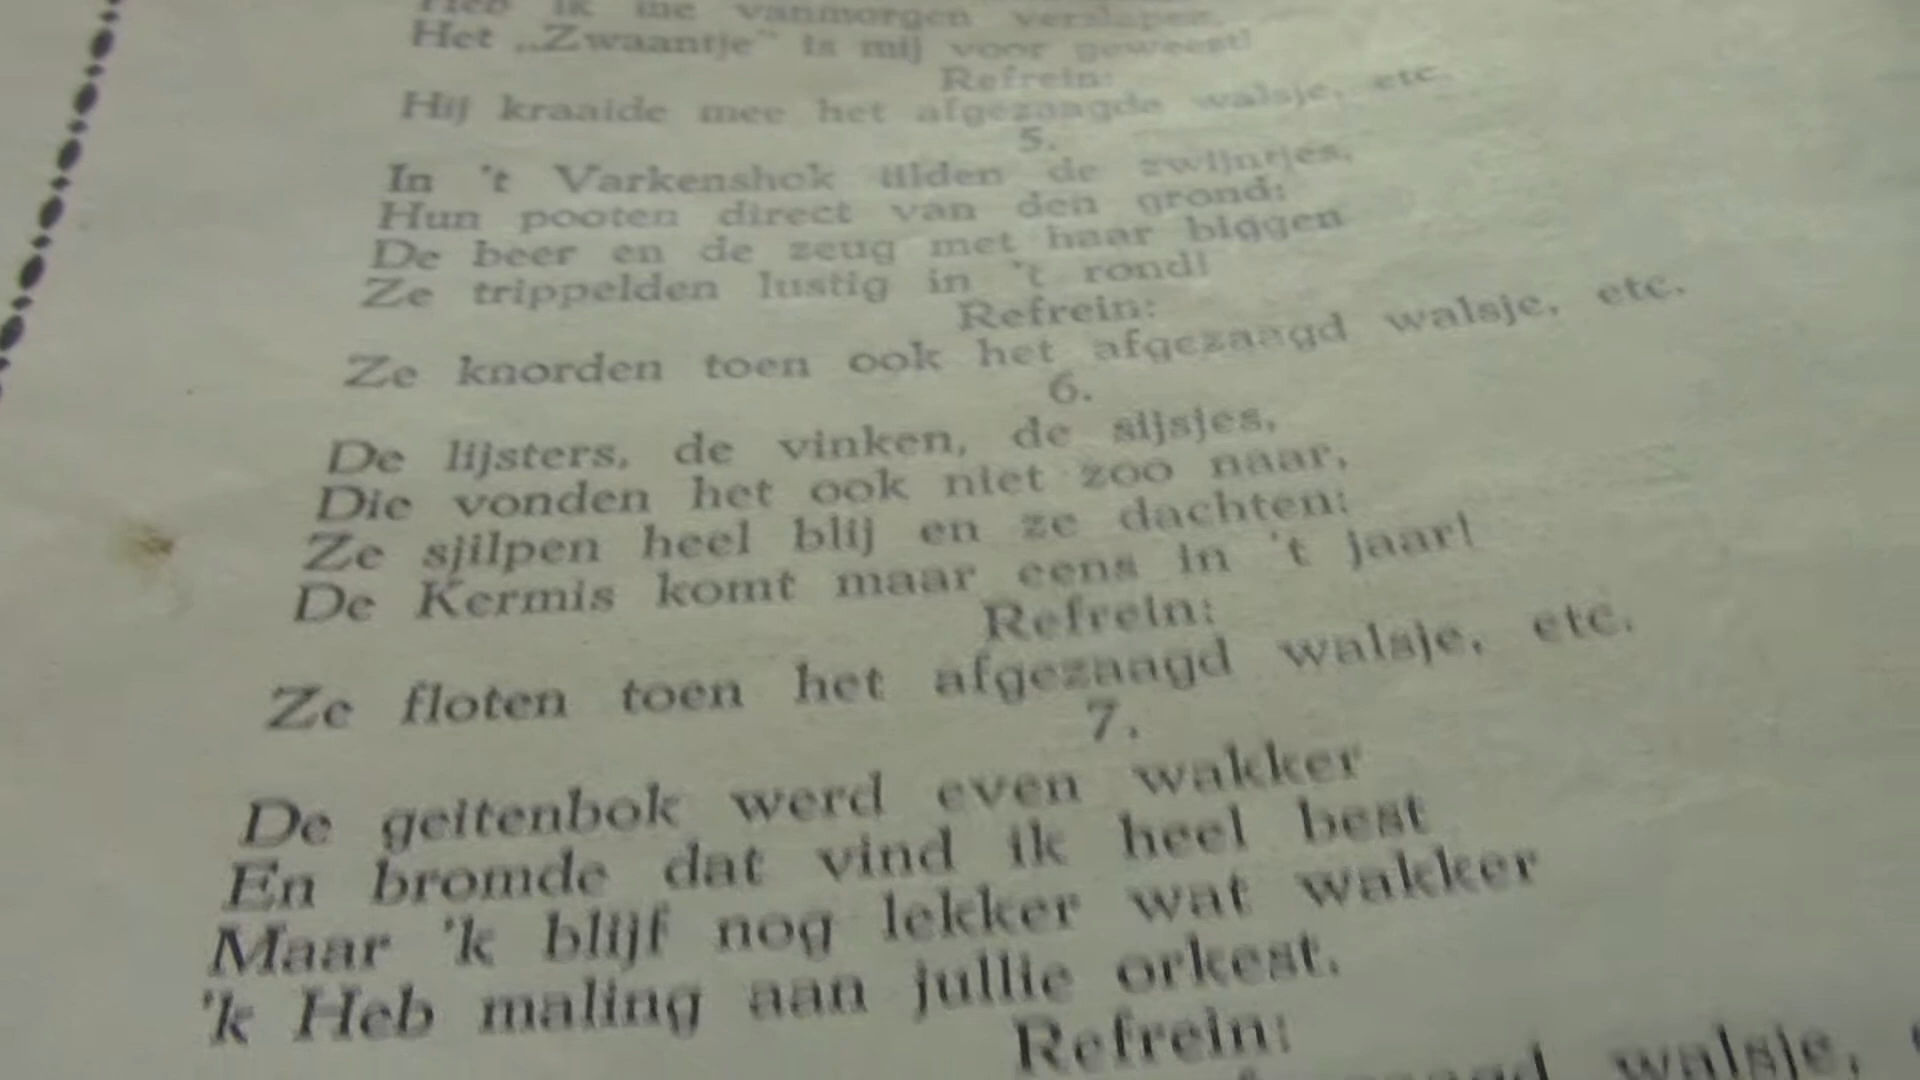 Heb ik me vanmorgen verslapen.
Het „Zwaantje" is mij voor geweest!
Refrein:
Hij kraaide mee het afgezaagde walsje, etc.
5.
In 't Varkenshok tilden de zwijntjes,
Hun pooten direct van den grond:
De beer en de zeug met haar biggen
Ze trippelden lustig in 't rond!
Refrein:
Ze knorden toen ook het afgezaagd walsje, etc.
6.
De lijsters, de vinken, de sijsjes,
Die vonden het ook niet zoo naar,
Ze sjilpen heel blij en ze dachten:
De Kermis komt maar eens in 't jaar!
Refrein:
Ze floten toen het afgezaagd walsje, etc.
7.
De geitenbok werd even wakker
En bromde dat vind ik heel best
Maar 'k blijf nog lekker wat wakker
'k Heb maling aan jullie orkest.
Refrein:
afgezaagd walsje,